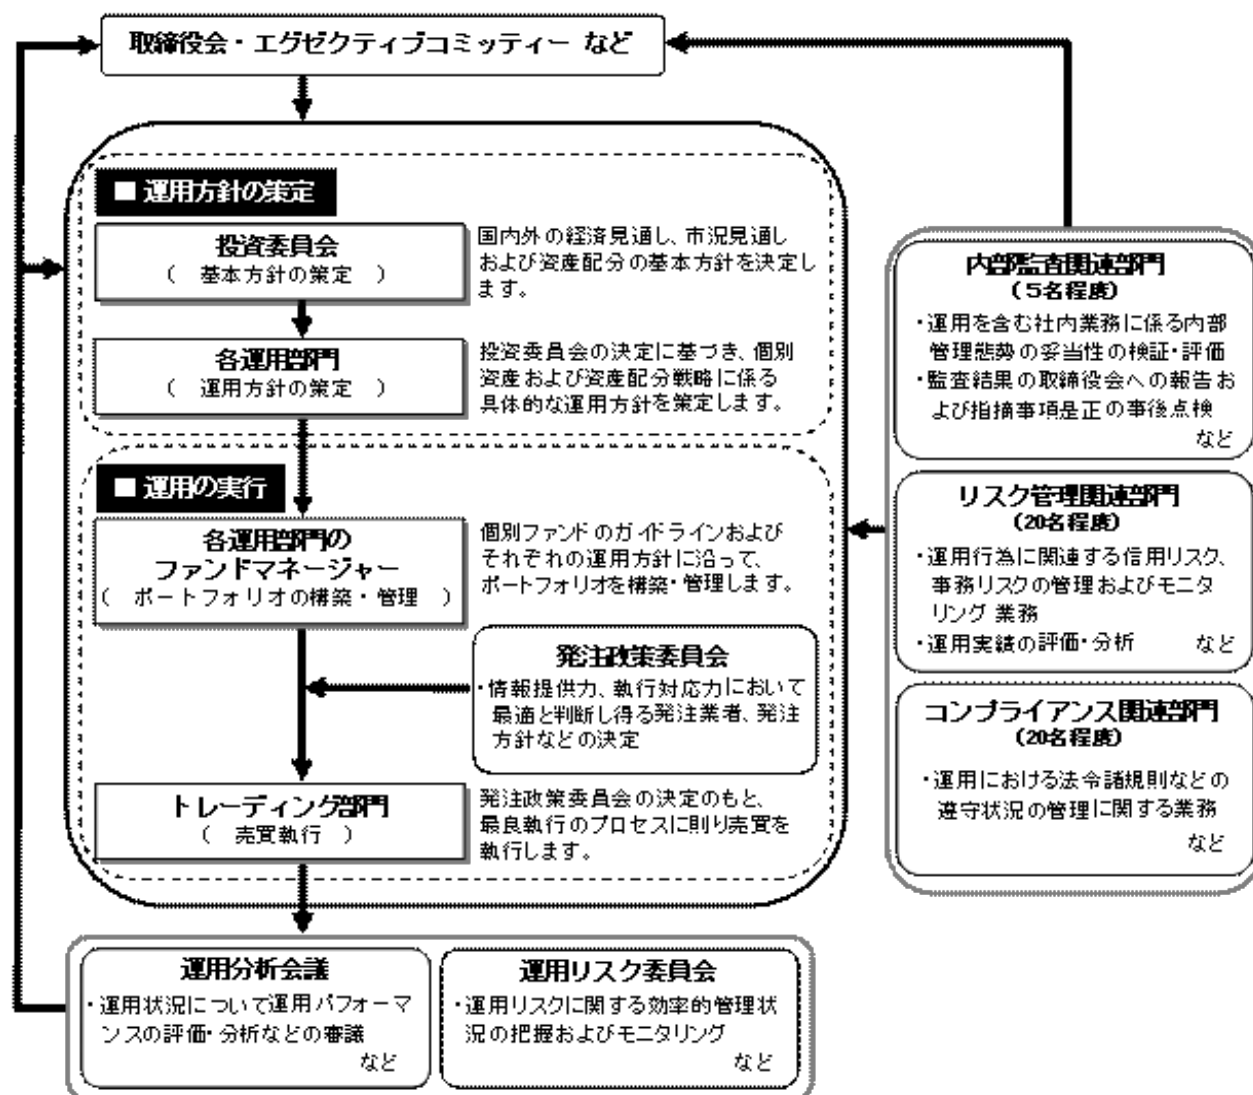 取締役会・エグゼクティブコミッティー など
■ 運用方針の策定
投資委員会
（ 基本方針の策定 ）
国内外の経済見通し、市況見通し
および資産配分の基本方針を決定し
ます。
各運用部門
（ 運用方針の策定 ）
投資委員会の決定に基づき、個別
資産および資産配分戦略に係る
具体的な運用方針を策定します。
■ 運用の実行
各運用部門の
ファンドマネージャー
（ ポートフォリオの構築・管理 ）
個別ファンドのガイドラインおよび
それぞれの運用方針に沿って、
ポートフォリオを構築・管理します。
発注政策委員会
・情報提供力、執行対応力において
最適と判断し得る発注業者、発注
方針などの決定
トレーディング部門
（ 売買執行 ）
発注政策委員会の決定のもと、
最良執行のプロセスに則り売買を
執行します。
運用分析会議
・運用状況について運用パフォーマ
ンスの評価・分析などの審議
など
運用リスク委員会
・運用リスクに関する効率的管理状
況の把握およびモニタリング
など
内部監査関連部門
（5名程度）
・運用を含む社内業務に係る内部
管理態勢の妥当性の検証・評価
・監査結果の取締役会への報告お
よび指摘事項是正の事後点検
など
リスク管理関連部門
（20名程度）
・運用行為に関連する信用リスク、
事務リスクの管理およびモニタ
リング 業務
・運用実績の評価・分析 など
コンプライアンス関連部門
（20名程度）
・運用における法令諸規則などの
遵守状況の管理に関する業務
など